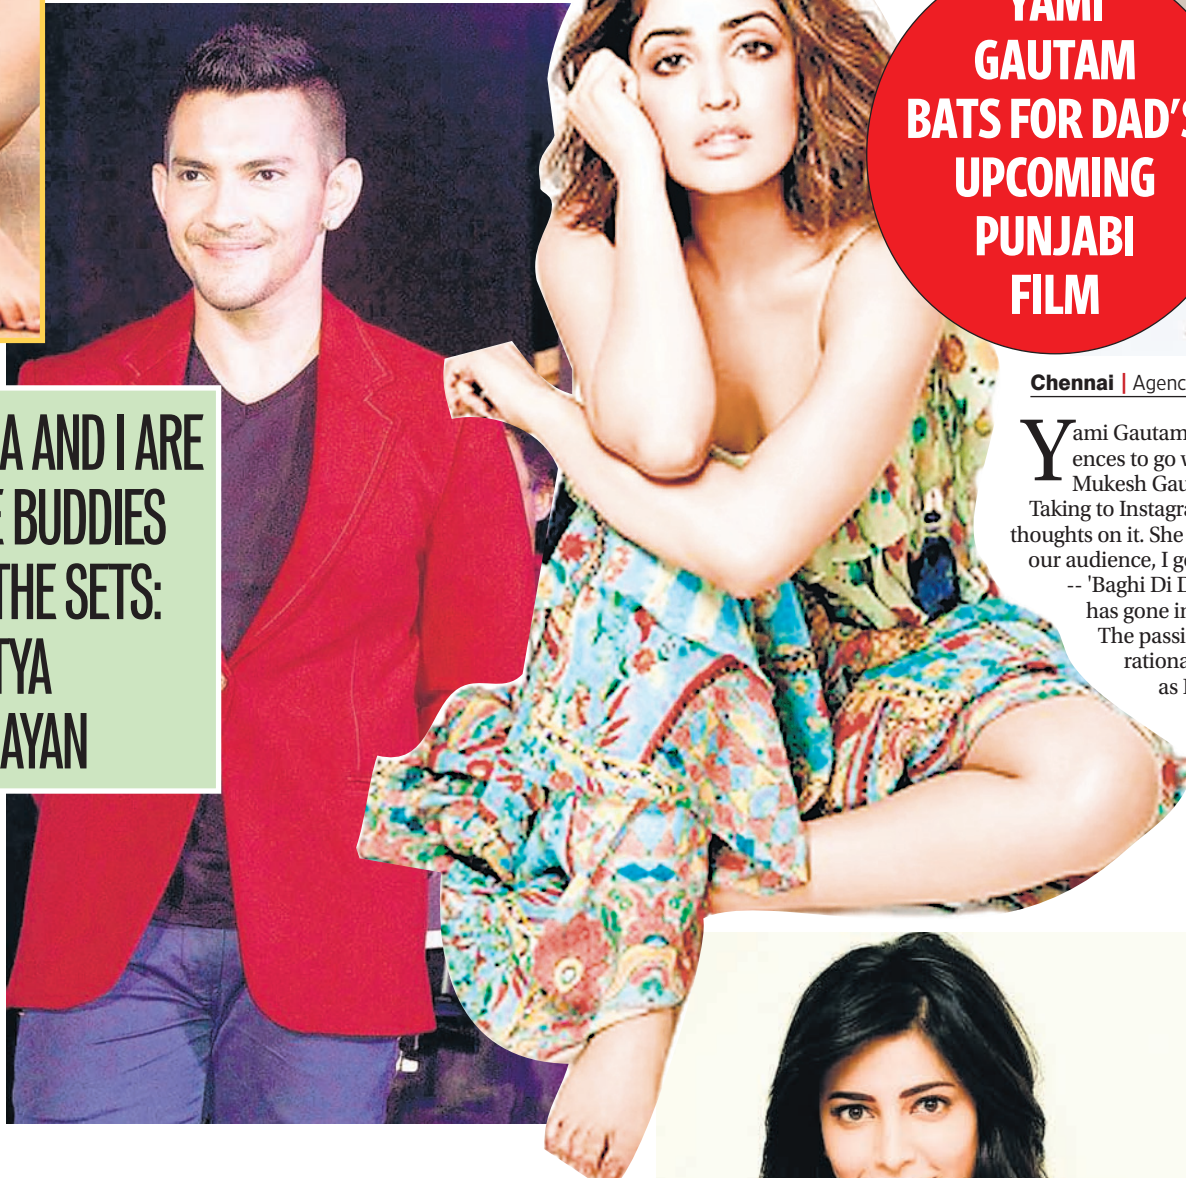 YAMI
GAUTAM
BATS FOR DAD'S
UPCOMING
PUNJABI
FILM
A AND I ARE
E BUDDIES
THE SETS:
TYA
AYAN
Chennai | Agenc
Yami Gautam
ences to go
Mukesh Gau
Taking to Instagra
thoughts on it. She
our audience, I g
-- 'Baghi Di D
has gone in
The passi
rationa
as